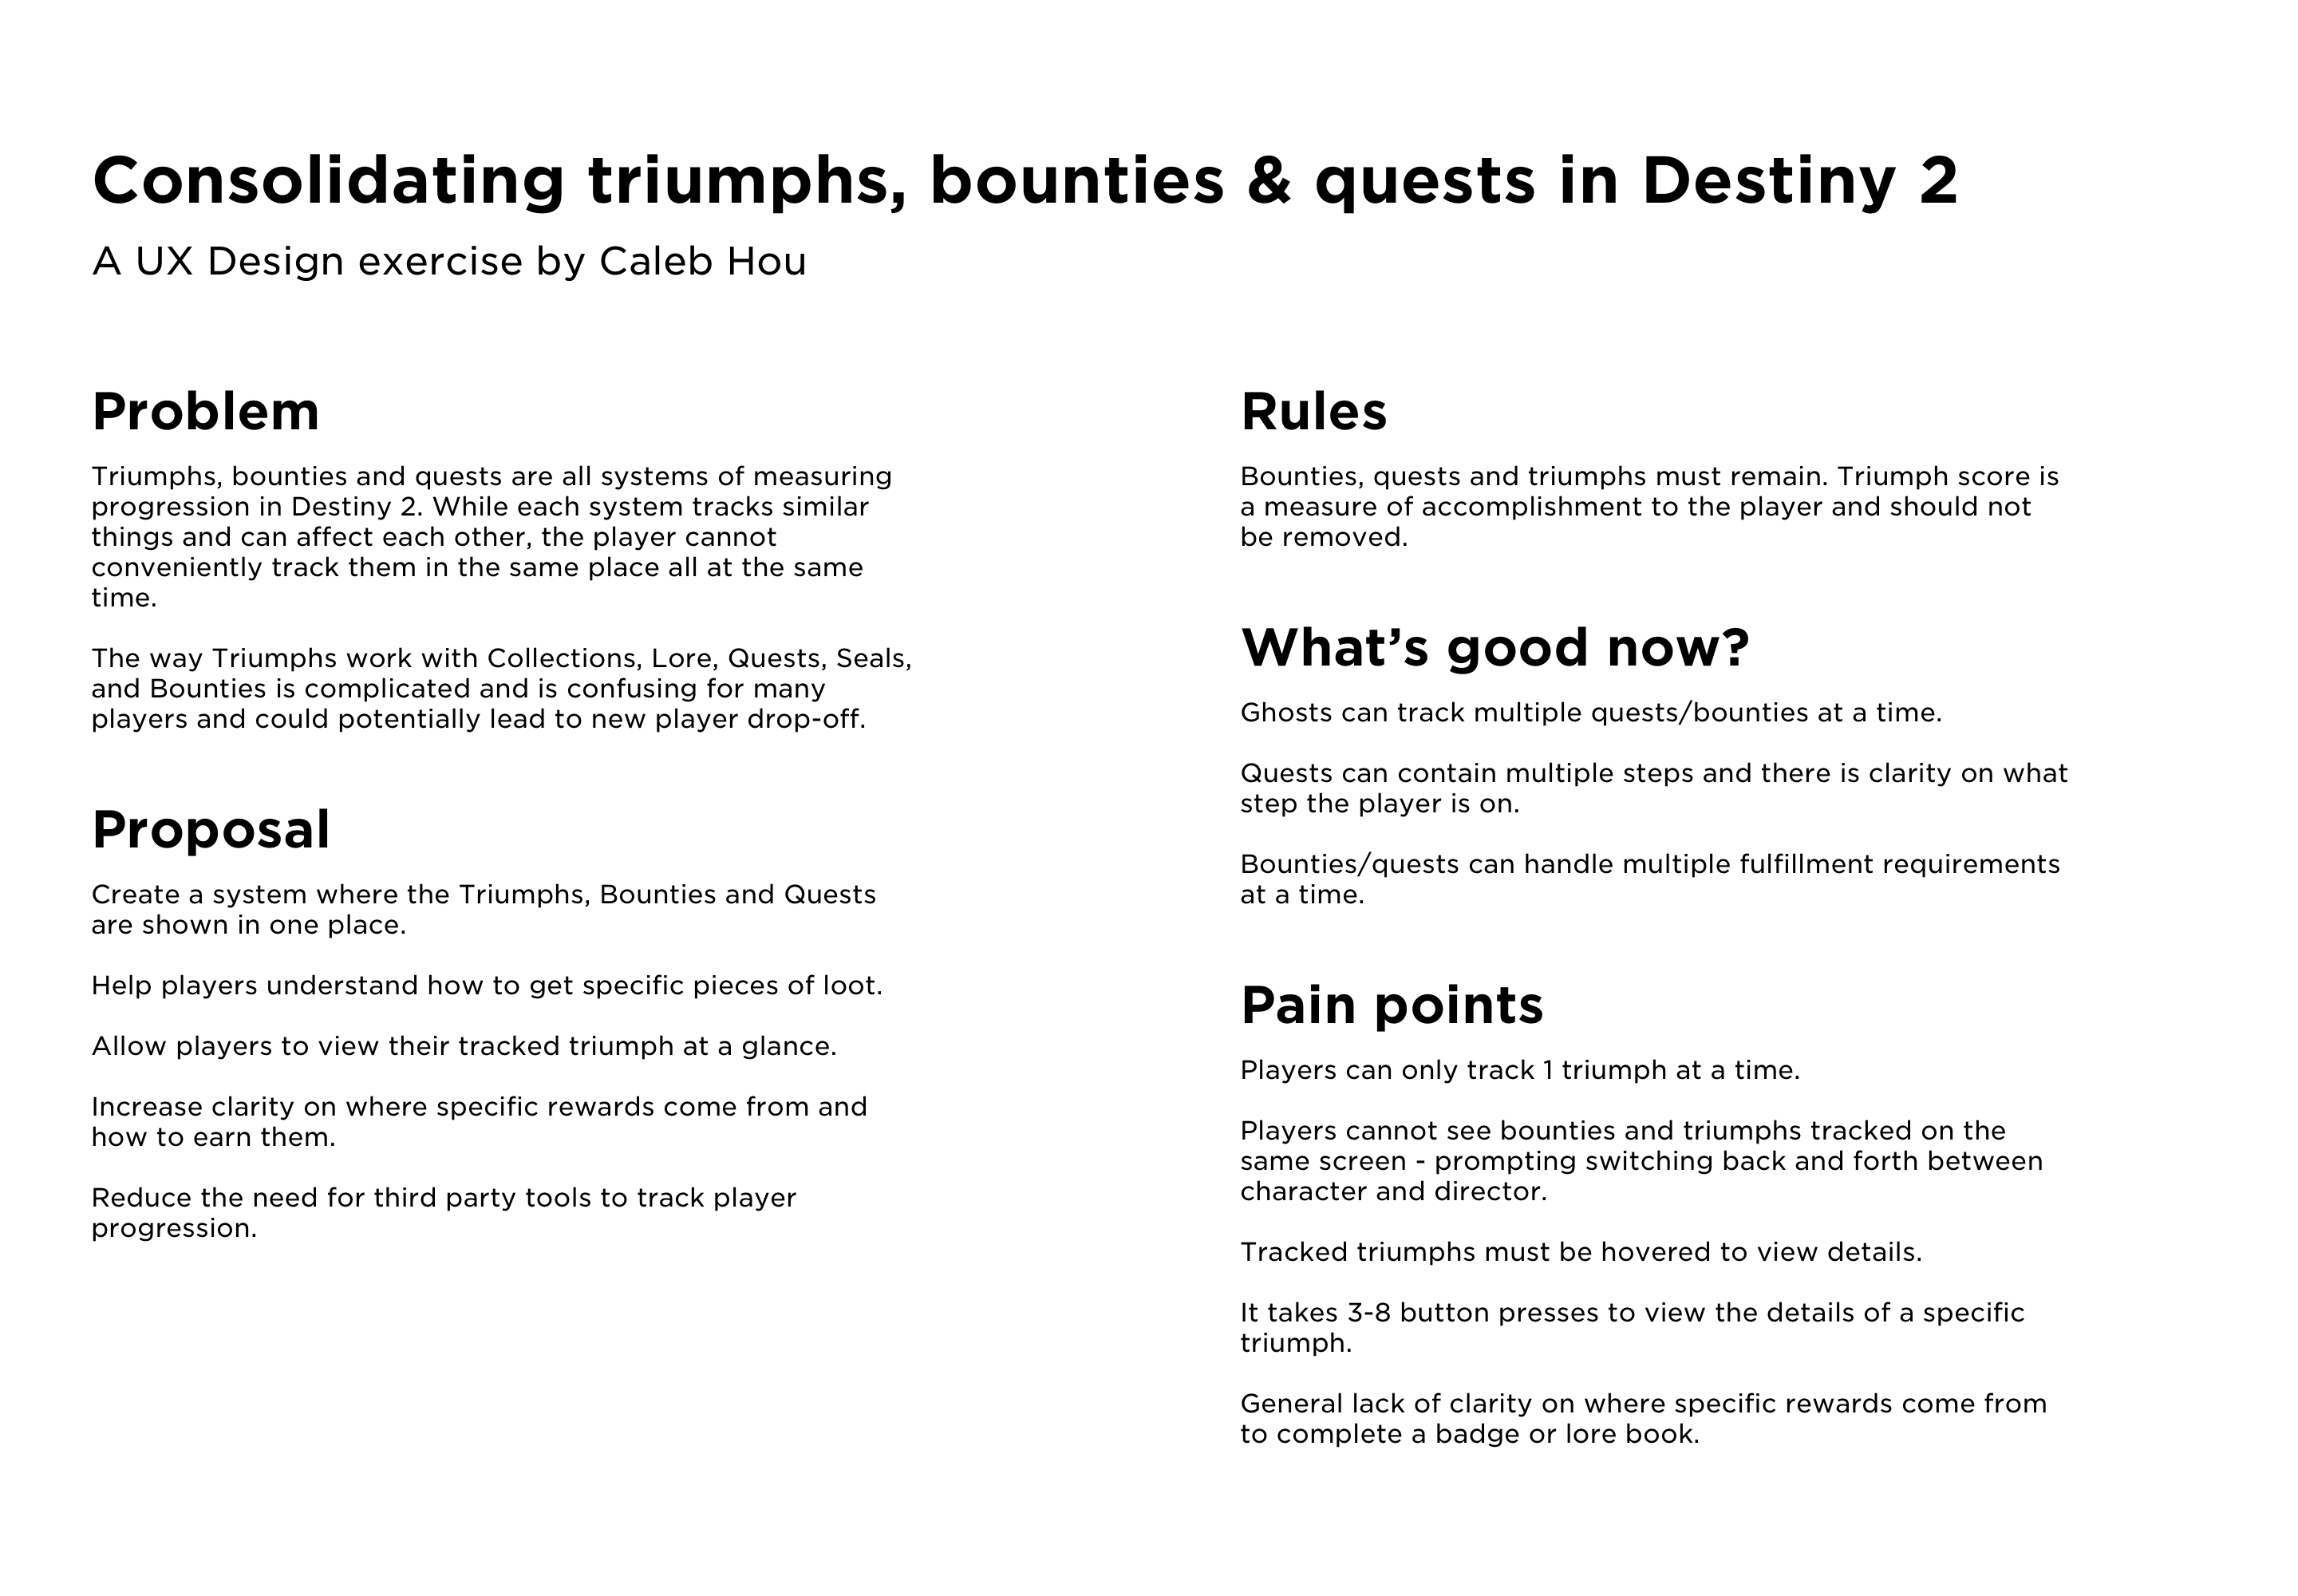 Consolidating triumphs, bounties & quests in Destiny 2
A UX Design exercise by Caleb Hou
Problem
Triumphs, bounties and quests are all systems of measuring
progression in Destiny 2. While each system tracks similar
things and can affect each other, the player cannot
conveniently track them in the same place all at the same
time.
The way Triumphs work with Collections, Lore, Quests, Seals,
and Bounties is complicated and is confusing for many
players and could potentially lead to new player drop-off.
Proposal
Create a system where the Triumphs, Bounties and Quests
are shown in one place.
Help players understand how to get specific pieces of loot.
Allow players to view their tracked triumph at a glance.
Increase clarity on where specific rewards come from and
how to earn them.
Reduce the need for third party tools to track player
progression.
Rules
Bounties, quests and triumphs must remain. Triumph score is
a measure of accomplishment to the player and should not
be removed.
What’s good now?
Ghosts can track multiple quests/bounties at a time.
Quests can contain multiple steps and there is clarity on what
step the player is on.
Bounties/quests can handle multiple fulfillment requirements
at a time.
Pain points
Players can only track 1 triumph at a time.
Players cannot see bounties and triumphs tracked on the
same screen - prompting switching back and forth between
character and director.
Tracked triumphs must be hovered to view details.
It takes 3-8 button presses to view the details of a specific
triumph.
General lack of clarity on where specific rewards come from
to complete a badge or lore book.